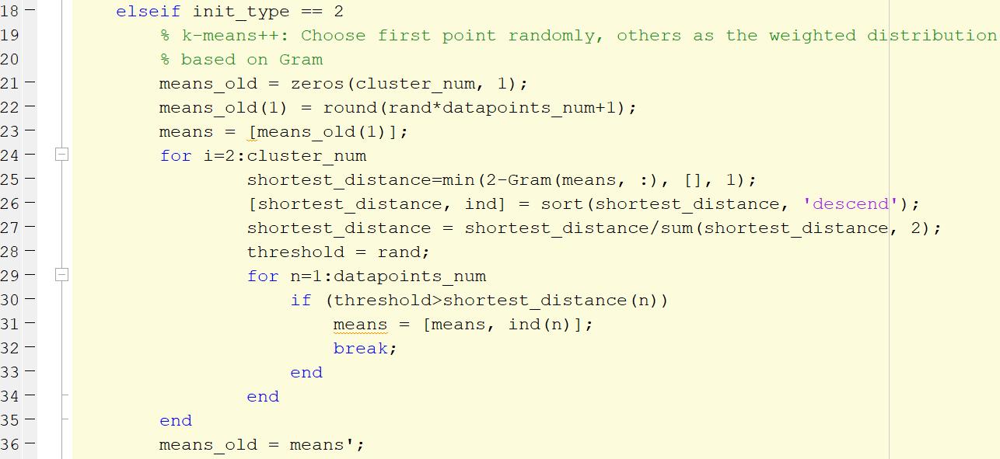 18 elseif init_type == 2
19 % k-means++: Choose first point randomly, others as the weighted distribution
20 % based on Gram
21 means_old = zeros(cluster_num, 1);
22 means_old(1) = round(rand*datapoints_num+1);
23 means = [means_old(1)];
24 for i=2:cluster_num
25 shortest_distance=min(2-Gram(means, :), [], 1);
26 [shortest_distance, ind] = sort(shortest_distance, 'descend');
27 shortest_distance = shortest_distance/sum(shortest_distance, 2);
28 threshold = rand;
29 for n=1:datapoints_num
30 if (threshold>shortest_distance(n))
31 means = [means, ind(n)];
32 break;
33 end
34 end
35 end
36 means_old = means';